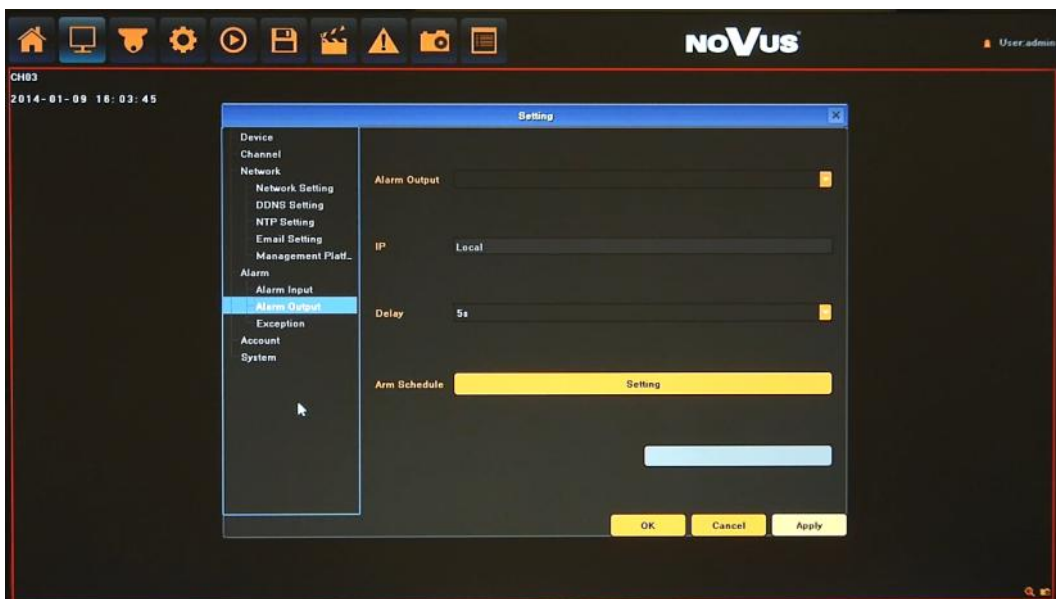 NOVUS
User:admin
CH03
2014-01-09 16:03:45
Setting
Device
Channel
Network
Network Setting
DDNS Setting
NTP Setting
Email Setting
Management Platf..
Alarm
Alarm Input
Alarm Output
Exception
Account
System
Alarm Output
IP
Local
Delay
5s
Arm Schedule
Setting
OK
Cancel
Apply